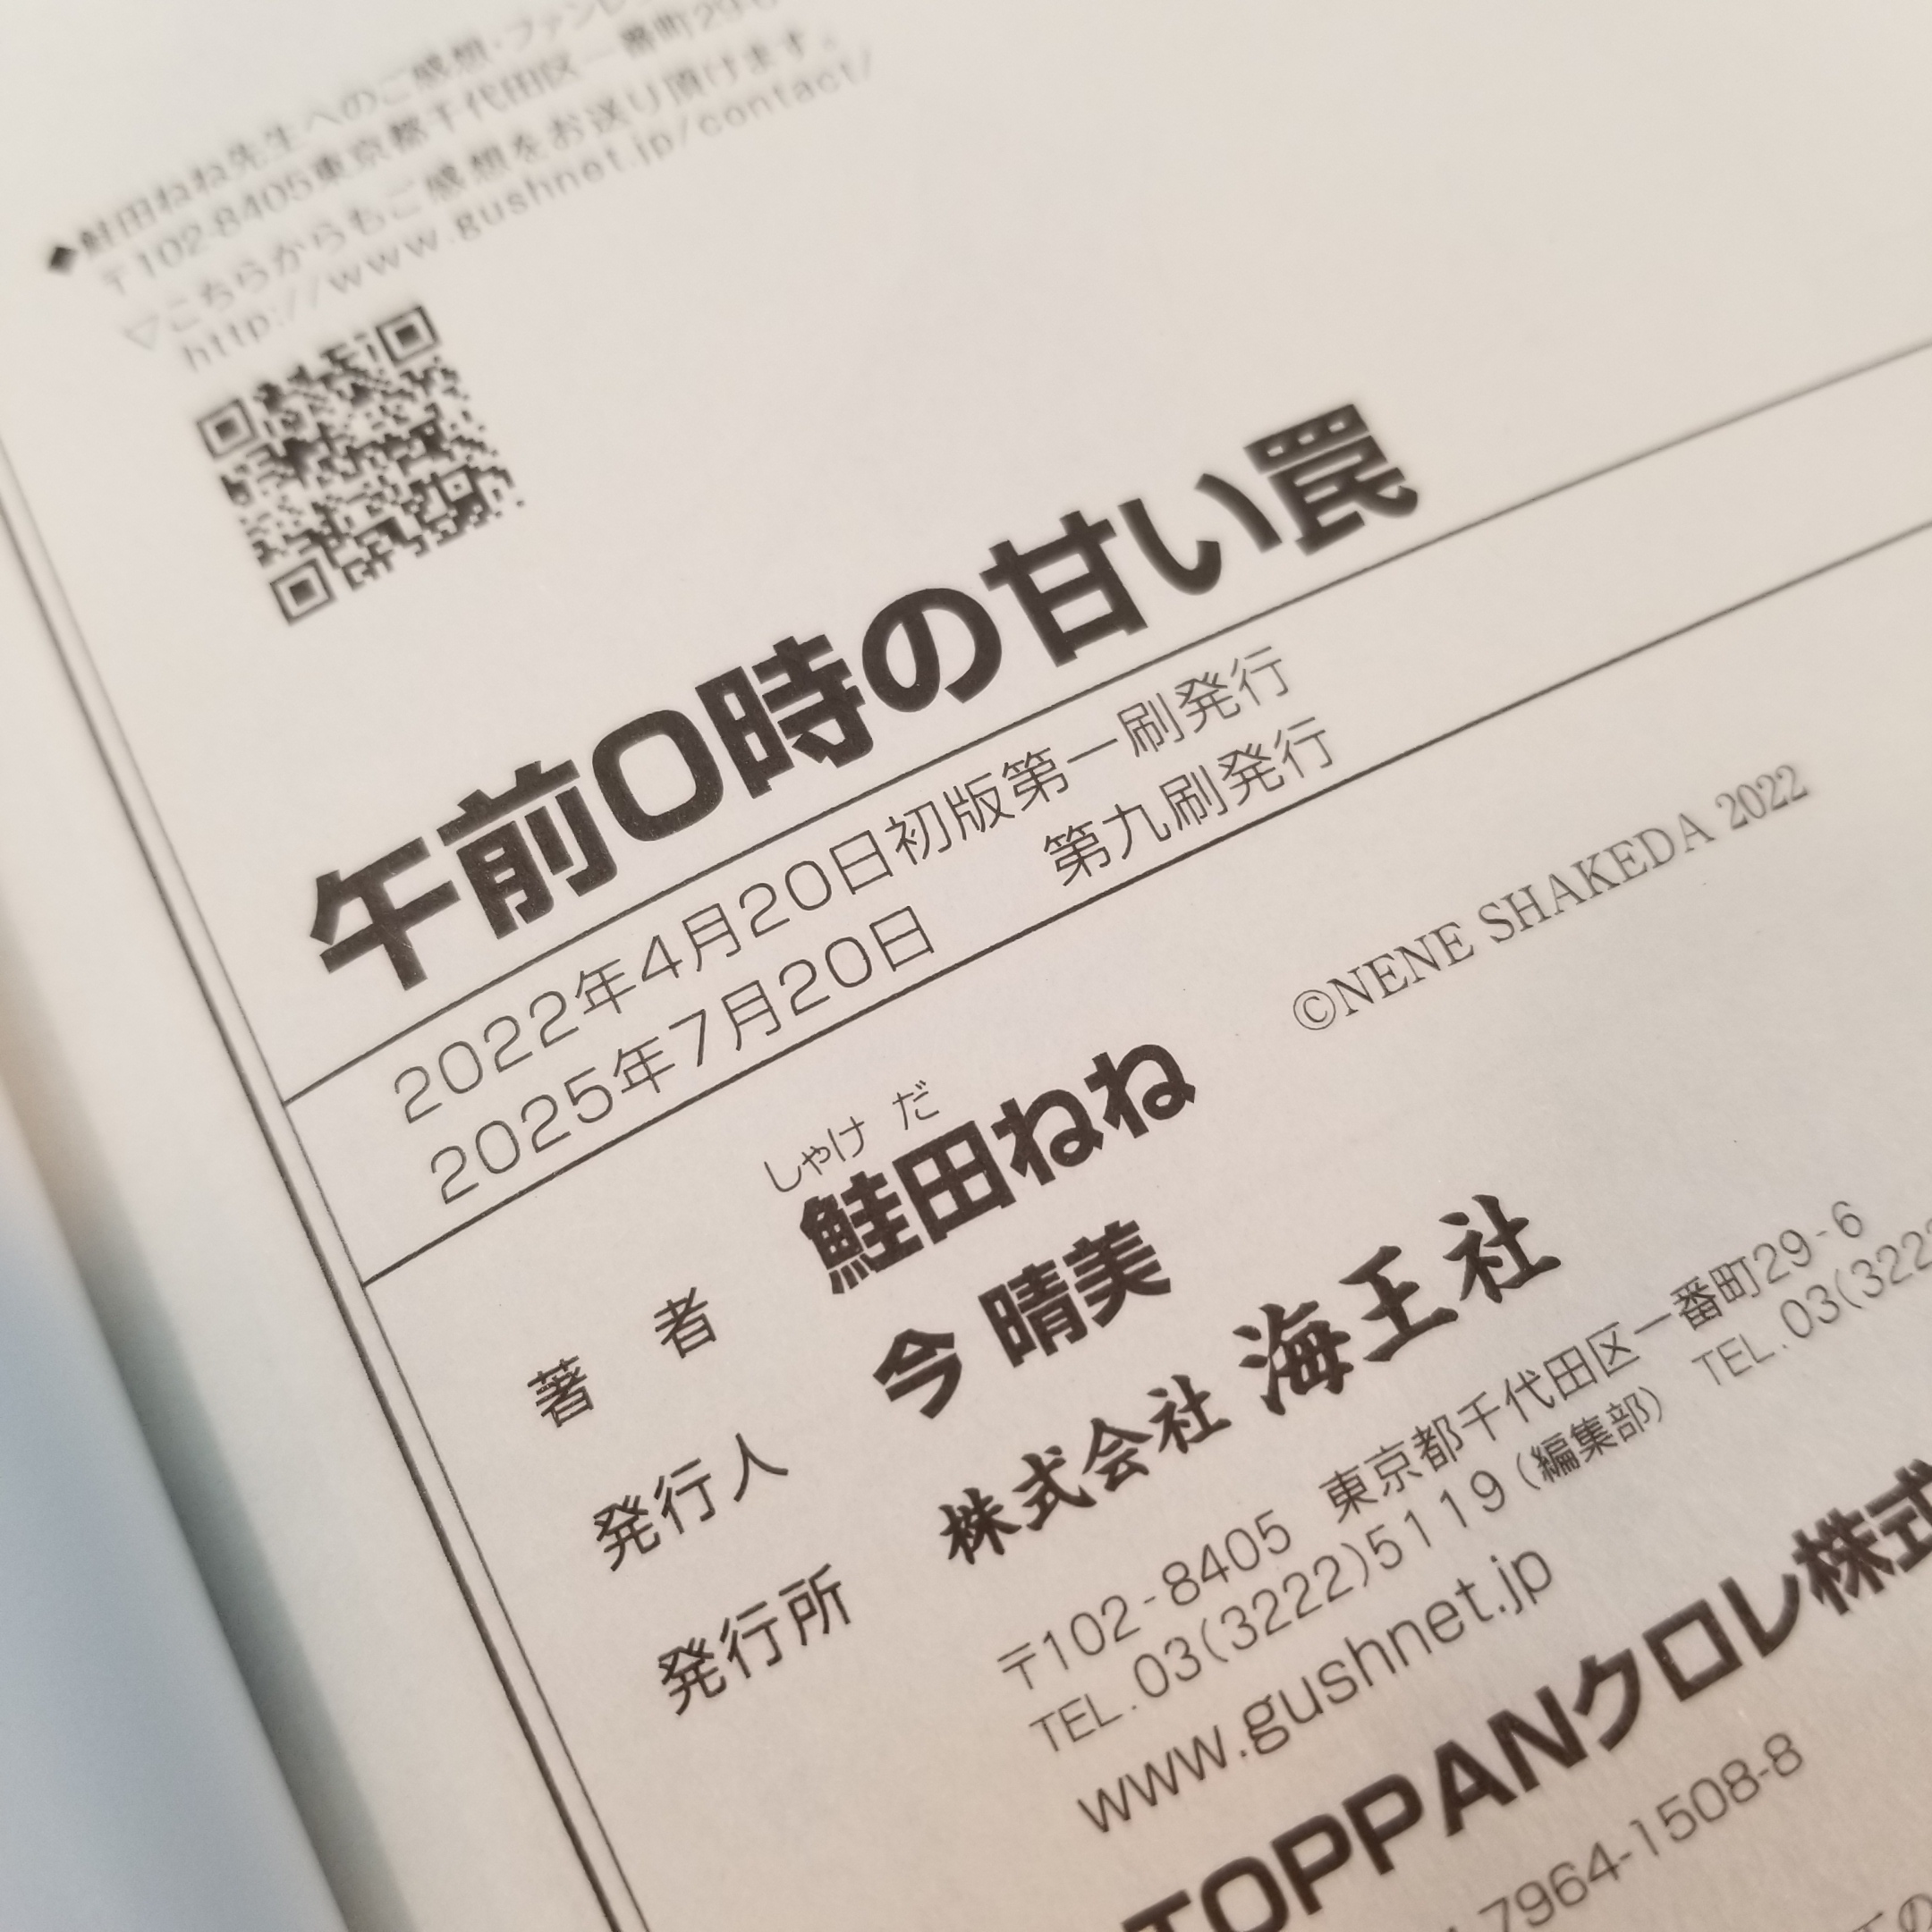 ◆鮭田ねね先生へのご感想・ファンレ
〒102-8405東京都千代田区一番町29-6
▽こちらからもご感想をお送り頂けます。
http://www.gushnet.jp/contact/
午前0時の甘い罠
2022年4月20日初版第一刷発行
2025年7月20日 第九刷発行
しゃけ だ
著 者 鮭田ねね ©NENE SHAKEDA 2022
発行人 今 晴美
発行所 株式会社 海王社
〒102-8405 東京都千代田区一番町29-6
TEL.03(3222)5119(編集部) TEL.03(322
www.gushnet.jp
TOPPANクロレ株式
7964-1508-8